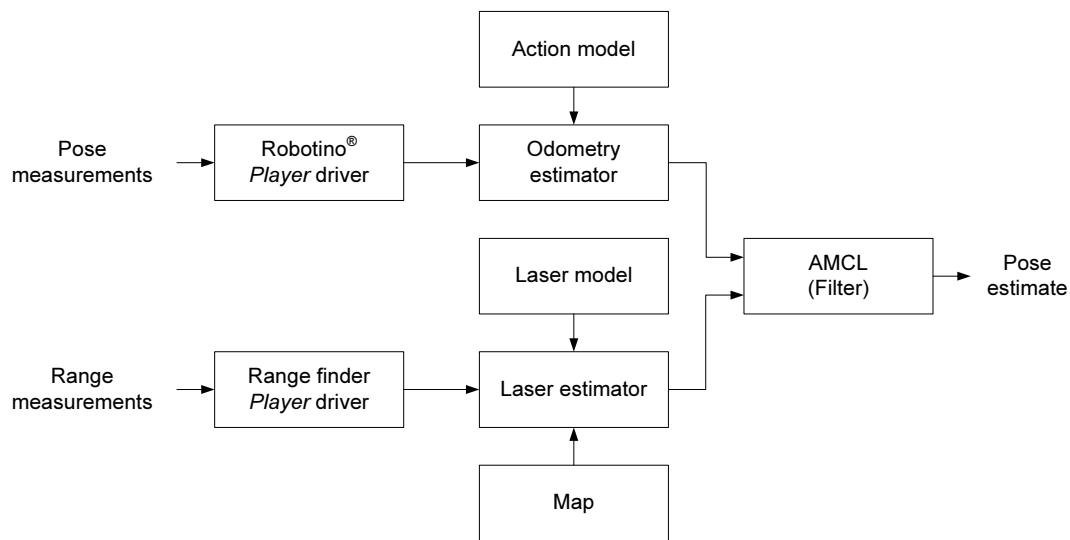 Action model
Pose
measurements
Robotino®
Player driver
Odometry
estimator
Laser model
AMCL
(Filter)
Pose
estimate
Range
measurements
Range finder
Player driver
Laser estimator
Map